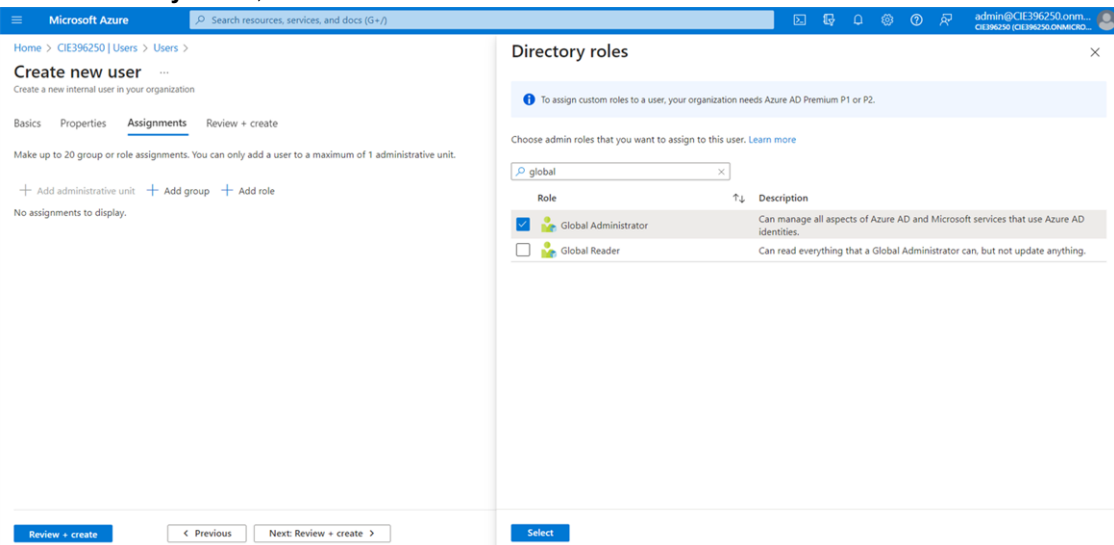 Microsoft Azure
Search resources, services, and docs (G+/)
admin@CIE396250.onm...
CIE396250 (CIE396250.ONMICRO...
Home > CIE396250 | Users > Users >
Create new user ...
Create a new internal user in your organization
Basics Properties Assignments Review + create
Make up to 20 group or role assignments. You can only add a user to a maximum of 1 administrative unit.
Add administrative unit Add group Add role
No assignments to display.
Review + create < Previous Next: Review + create >
Directory roles
To assign custom roles to a user, your organization needs Azure AD Premium P1 or P2.
Choose admin roles that you want to assign to this user. Learn more
global
Role Description
Global Administrator Can manage all aspects of Azure AD and Microsoft services that use Azure AD
identities.
Global Reader Can read everything that a Global Administrator can, but not update anything.
Select